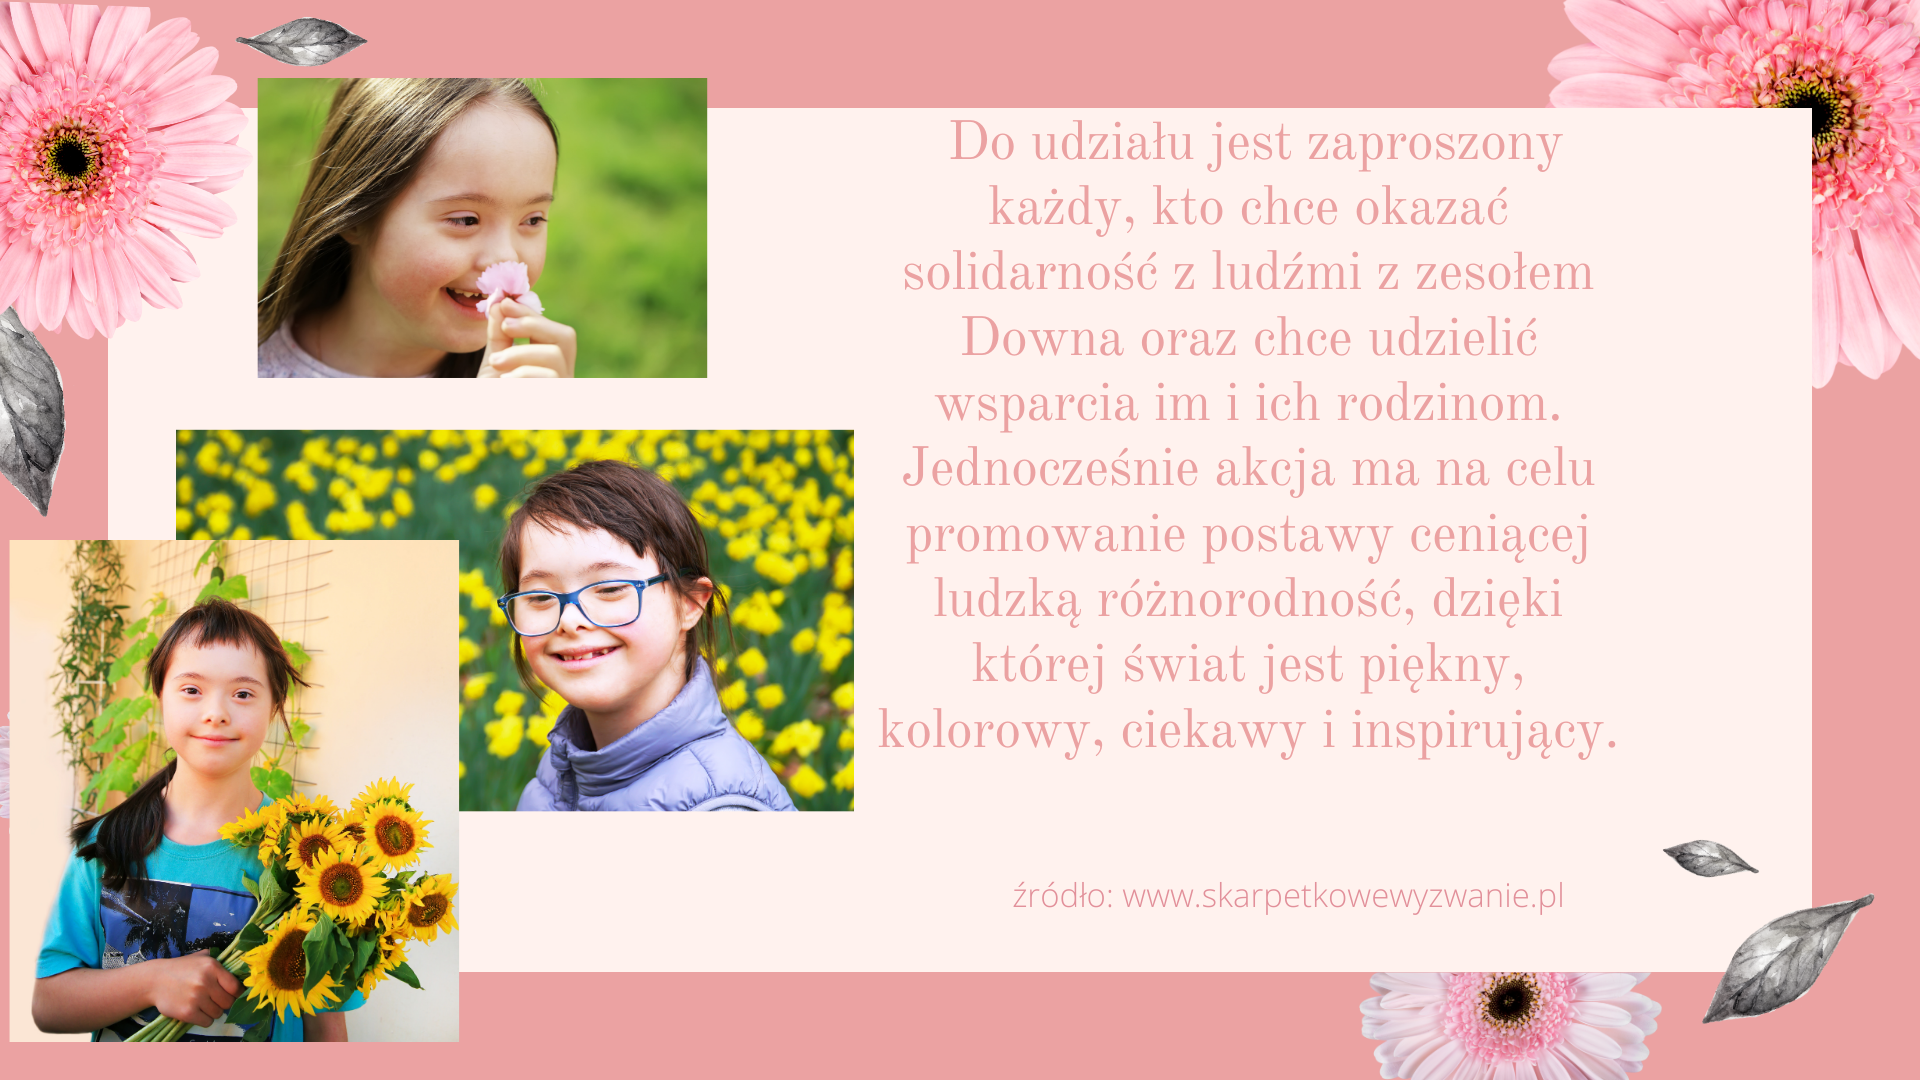 Do udziału jest zaproszony
każdy, kto chce okazać
solidarność z ludźmi z zesołem
Downa oraz chce udzielić
wsparcia im i ich rodzinom.
Jednocześnie akcja ma na celu
promowanie postawy ceniącej
ludzką różnorodność, dzięki
której świat jest piękny,
kolorowy, ciekawy i inspirujący.
źródło: www.skarpetkowewyzwanie.pl